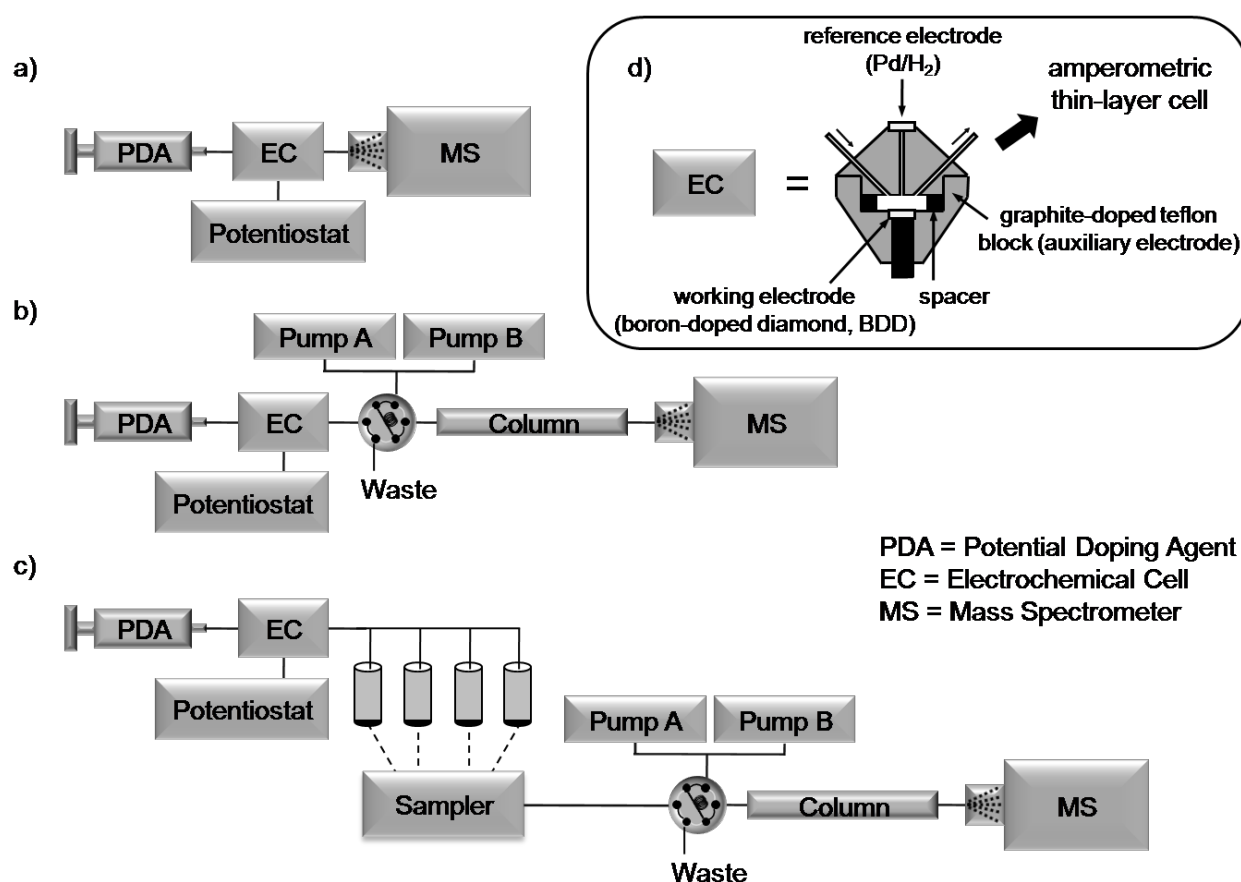 a)
PDA
EC
MS
Potentiostat
d)
reference electrode
(Pd/H₂)
amperometric
thin-layer cell
EC
=
graphite-doped teflon
block (auxiliary electrode)
working electrode
(boron-doped diamond, BDD)
spacer
b)
Pump A
Pump B
PDA
EC
Column
MS
Potentiostat
Waste
PDA = Potential Doping Agent
EC = Electrochemical Cell
MS = Mass Spectrometer
c)
PDA
EC
Potentiostat
Pump A
Pump B
Sampler
Column
MS
Waste